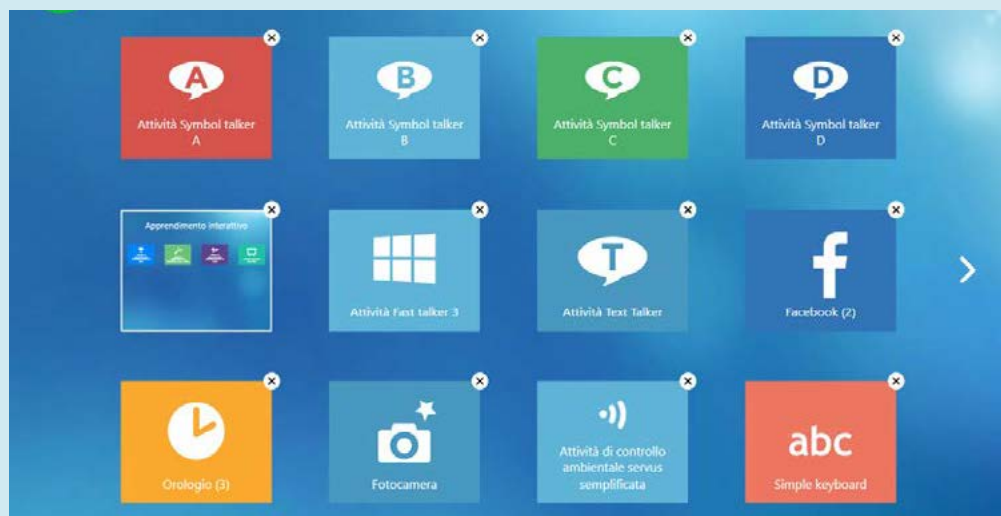 A
Attività Symbol talker
A
B
Attività Symbol talker
B
C
Attività Symbol talker
C
D
Attività Symbol talker
D
Apprendimento interattivo
Attività Fast talker 3
T
Attività Text Talker
f
Facebook (2)
Orologio (3)
Fotocamera
Attività di controllo
ambientale servus
semplificata
abc
Simple keyboard